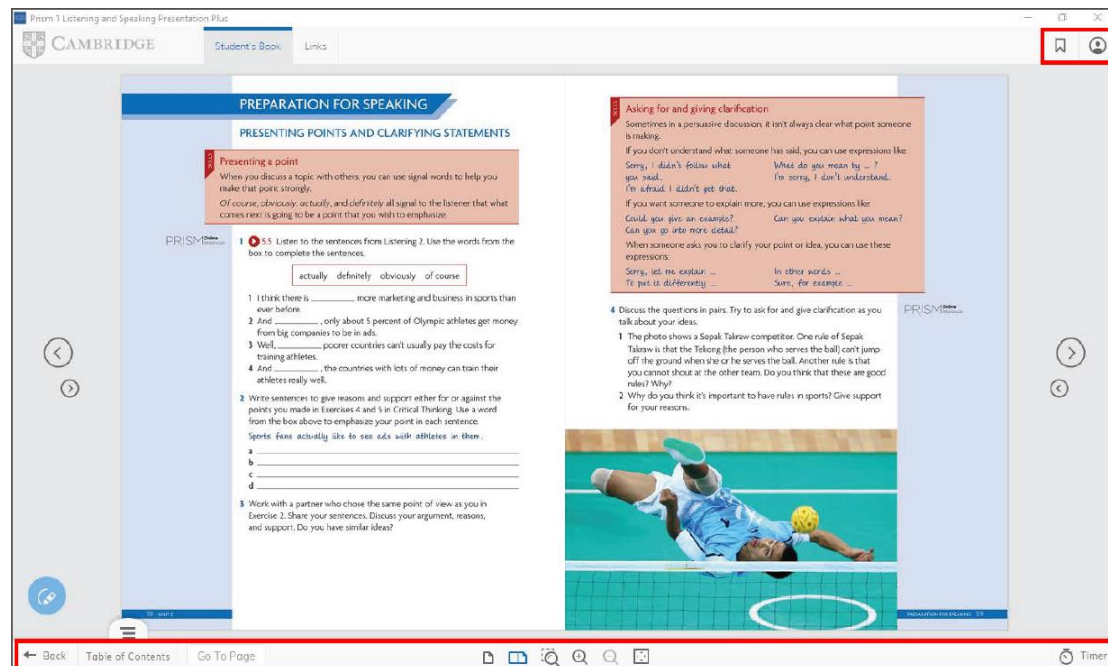 Prism 1 Listening and Speaking Presentation Plus
CAMBRIDGE
Student's Book
Links
PREPARATION FOR SPEAKING
PRESENTING POINTS AND CLARIFYING STATEMENTS
SKILLS
Presenting a point
When you discuss a topic with others, you can use signal words to help you
make that point strongly.
Of course, obviously, actually, and definitely all signal to the listener that what
comes next is going to be a point that you wish to emphasize.
PRISM Online
1 5.5 Listen to the sentences from Listening 2. Use the words from the
box to complete the sentences.
actually definitely obviously of course
1 I think there is ________ more marketing and business in sports than
ever before.
2 And ________, only about 5 percent of Olympic athletes get money
from big companies to be in ads.
3 Well, ________ poorer countries can't usually pay the costs for
training athletes.
4 And ________, the countries with lots of money can train their
athletes really well.
2 Write sentences to give reasons and support either for or against the
points you made in Exercises 4 and 5 in Critical Thinking. Use a word
from the box above to emphasize your point in each sentence.
Sports fans actually like to see ads with athletes in them.
a
b
c
d
3 Work with a partner who chose the same point of view as you in
Exercise 2. Share your sentences. Discuss your argument, reasons,
and support. Do you have similar ideas?
UNIT 5
SKILLS
Asking for and giving clarification
Sometimes in a persuasive discussion, it isn't always clear what point someone
is making.
If you don't understand what someone has said, you can use expressions like:
Sorry, I didn't follow what
you said.
I'm afraid I didn't get that.
What do you mean by ... ?
I'm sorry, I don't understand.
If you want someone to explain more, you can use expressions like:
Could you give an example?
Can you go into more detail?
Can you explain what you mean?
When someone asks you to clarify your point or idea, you can use these
expressions:
Sorry, let me explain ...
To put it differently ...
In other words ...
Sure, for example ...
4 Discuss the questions in pairs. Try to ask for and give clarification as you
talk about your ideas.
PRISM Online
1 The photo shows a Sepak Takraw competitor. One rule of Sepak
Takraw is that the Tekong (the person who serves the ball) can't jump
off the ground when she or he serves the ball. Another rule is that
you cannot shout at the other team. Do you think that these are good
rules? Why?
2 Why do you think it's important to have rules in sports? Give support
for your reasons.
PREPARATION FOR SPEAKING
Back
Table of Contents
Go To Page
Timer